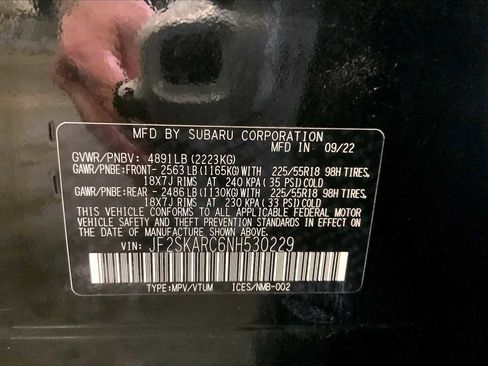 MFD BY SUBARU CORPORATION
MFD IN 09/22
GVWR/PNBV: 4891LB(2223KG)
GAWR/PNBE:FRONT- 2563LB(1165KG)WITH 225/55R18 98H TIRES,
18X7J RIMS AT 240 KPA( 35 PSI)COLD
GAWR/PNBE:REAR - 2486LB(1130KG)WITH 225/55R18 98H TIRES,
18X7J RIMS AT 230 KPA( 33 PSI)COLD
THIS VEHICLE CONFORMS TO ALL APPLICABLE FEDERAL MOTOR
VEHICLE SAFETY AND THEFT PREVENTION STANDARDS IN EFFECT
ON THE DATE OF MANUFACTURE SHOWN ABOVE.
VIN: JF2SKARC6NH530229
TYPE:MPV/VTUM ICES/NMB-002